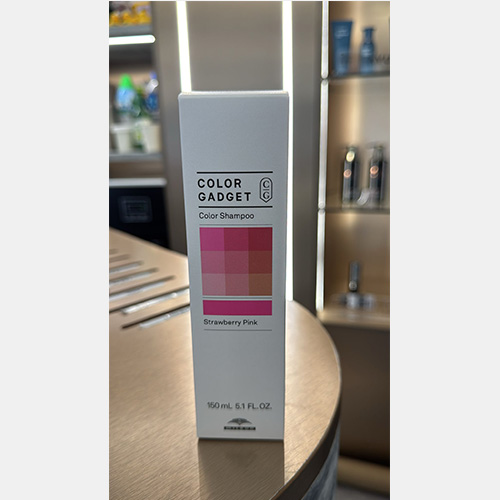 COLOR
GADGET
C
G
Color Shampoo
Strawberry Pink
150 mL 5.1 FL.OZ.